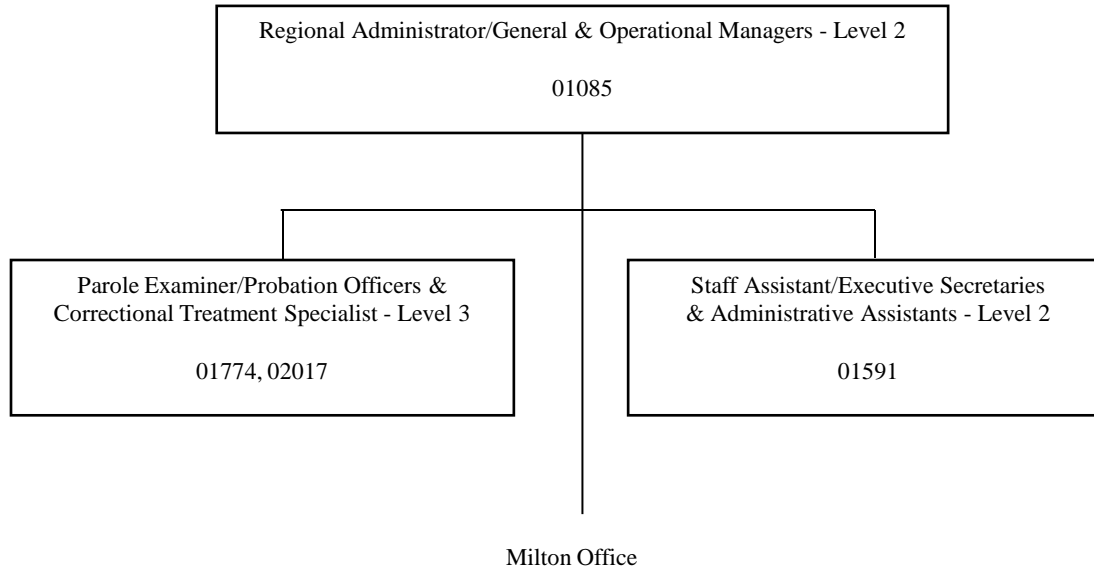 Regional Administrator/General & Operational Managers - Level 2
01085
Parole Examiner/Probation Officers &
Correctional Treatment Specialist - Level 3
01774, 02017
Staff Assistant/Executive Secretaries
& Administrative Assistants - Level 2
01591
Milton Office